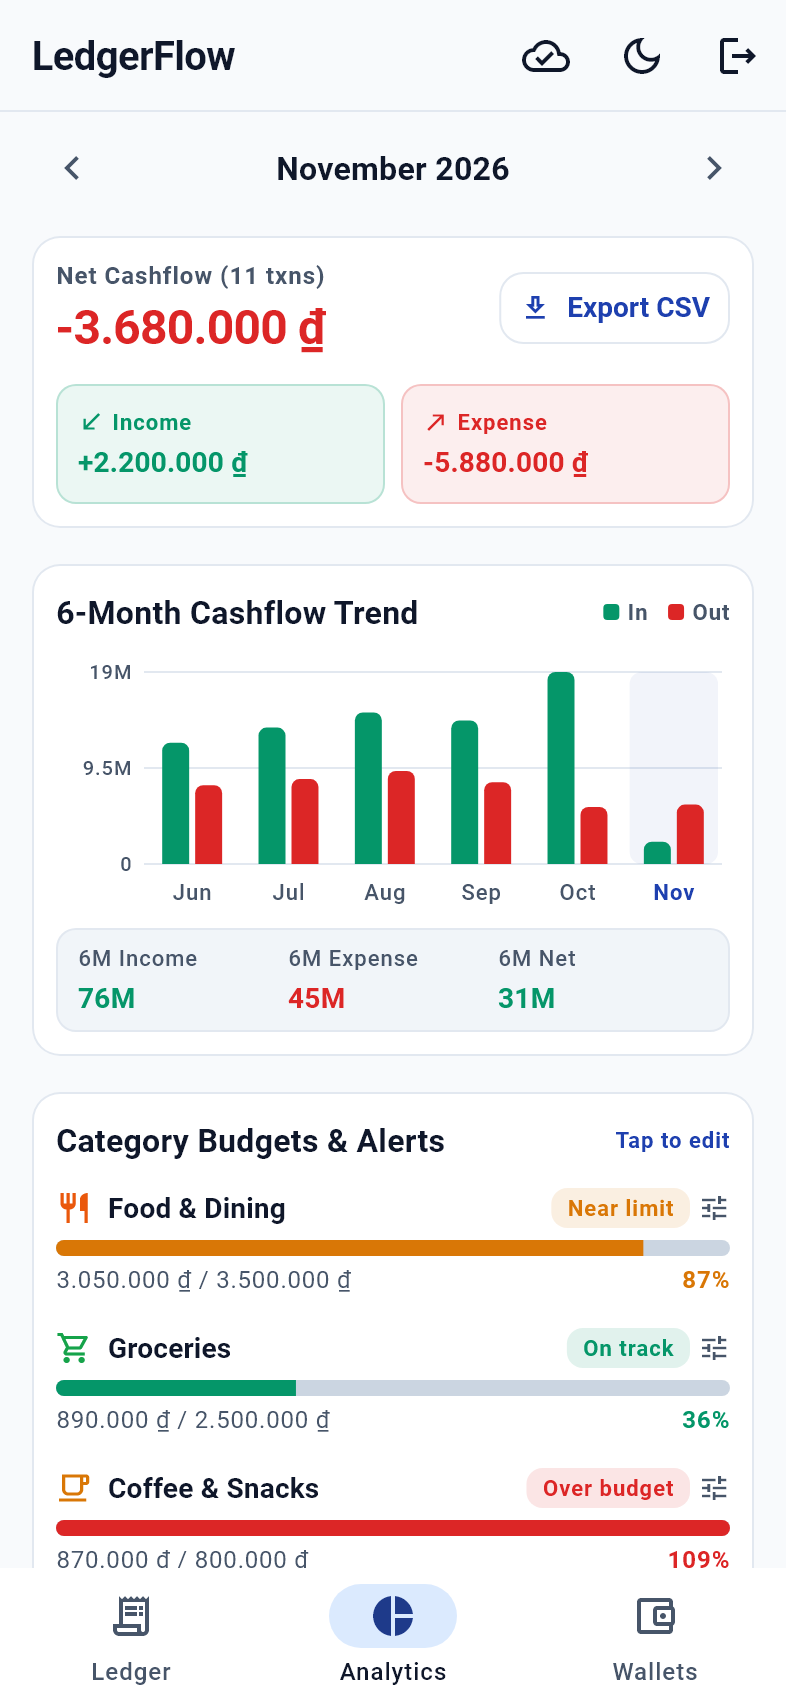 LedgerFlow
November 2026
Net Cashflow (11 txns)
-3.680.000 ₫
Export CSV
Income
+2.200.000 ₫
Expense
-5.880.000 ₫
6-Month Cashflow Trend
In
Out
19M
9.5M
0
Jun
Jul
Aug
Sep
Oct
Nov
6M Income
6M Expense
6M Net
76M
45M
31M
Category Budgets & Alerts
Tap to edit
Food & Dining
Near limit
3.050.000 ₫ / 3.500.000 ₫
87%
Groceries
On track
890.000 ₫ / 2.500.000 ₫
36%
Coffee & Snacks
Over budget
870.000 ₫ / 800.000 ₫
109%
Ledger
Analytics
Wallets